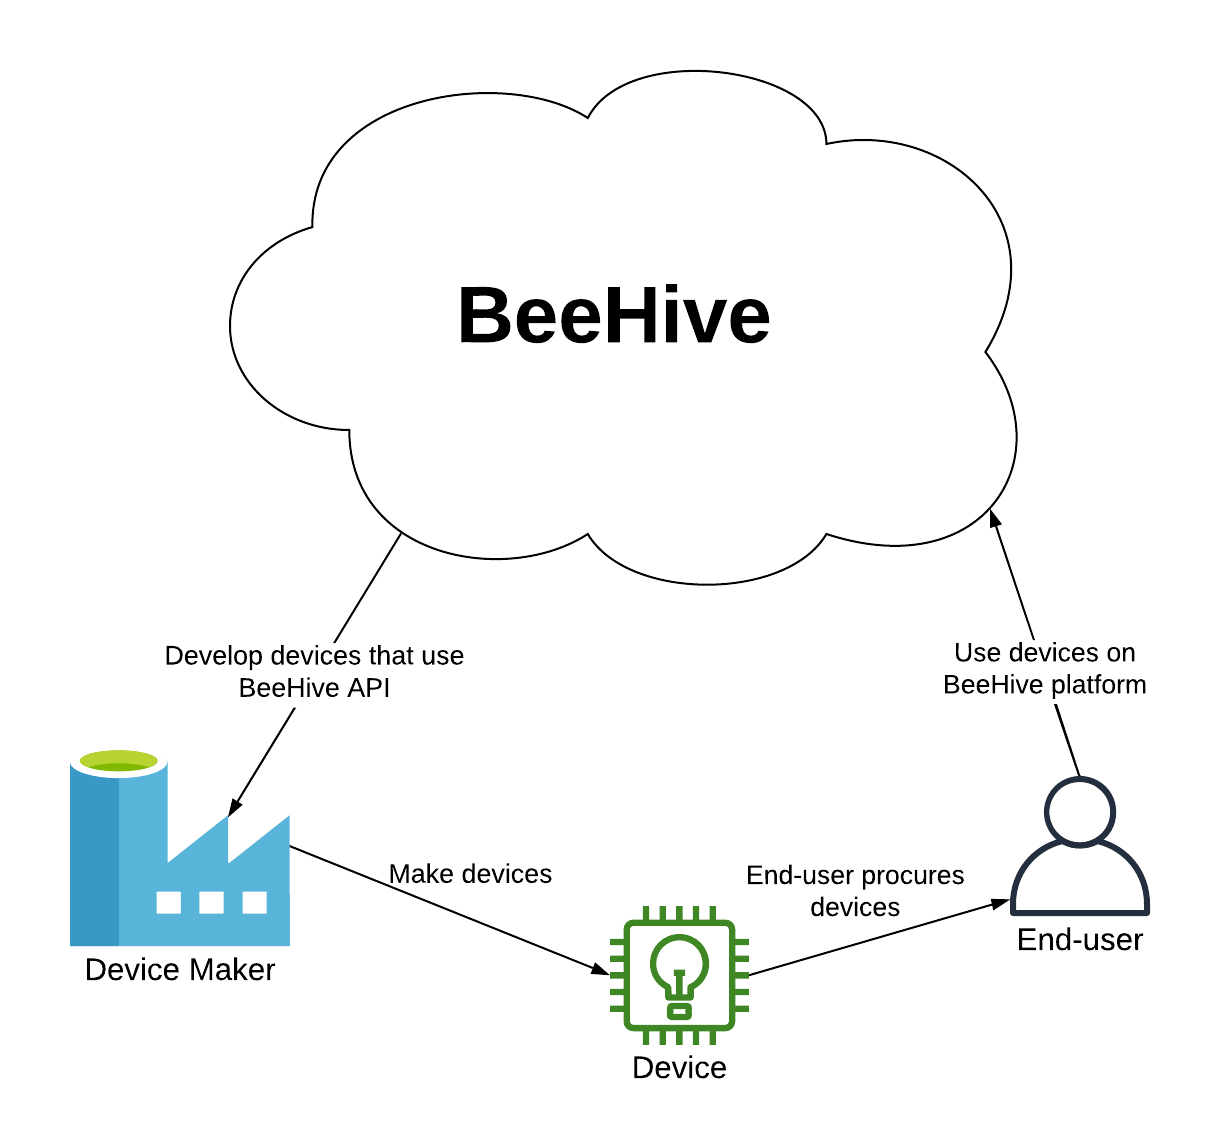 BeeHive
Develop devices that use
BeeHive API
Use devices on
BeeHive platform
Make devices
End-user procures
devices
End-user
Device Maker
Device